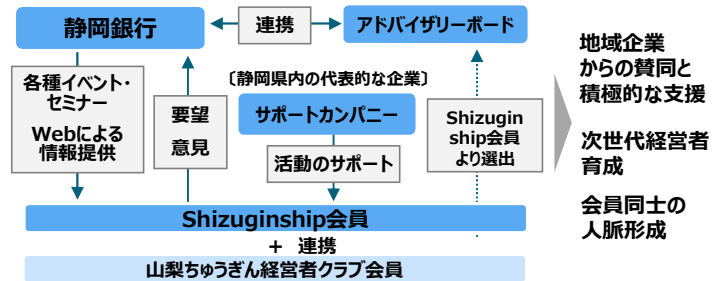 静岡銀行
連携
アドバイザリーボード
各種イベント・
セミナー
Webによる
情報提供
要望
意見
〔静岡県内の代表的な企業〕
サポートカンパニー
活動のサポート
Shizugin
ship会員
より選出
Shizuginship会員
+ 連携
山梨ちゅうぎん経営者クラブ会員
地域企業
からの賛同と
積極的な支援
次世代経営者
育成
会員同士の
人脈形成